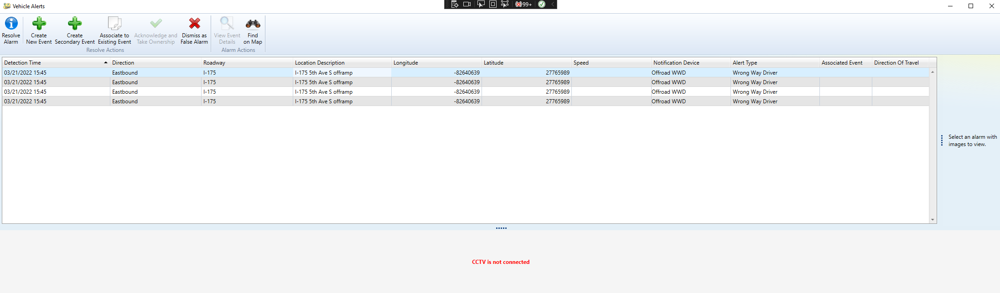 Vehicle Alerts
99+
Resolve Alarm
Create New Event
Create Secondary Event
Associate to Existing Event
Acknowledge and Take Ownership
Dismiss as False Alarm
View Event Details
Find on Map
Resolve Actions
Alarm Actions
Detection Time Direction Roadway Location Description Longitude Latitude Speed Notification Device Alert Type Associated Event Direction Of Travel
03/21/2022 15:45 Eastbound I-175 I-175 5th Ave S offramp -82640639 27765989 Offroad WWD Wrong Way Driver
03/21/2022 15:45 Eastbound I-175 I-175 5th Ave S offramp -82640639 27765989 Offroad WWD Wrong Way Driver
03/21/2022 15:45 Eastbound I-175 I-175 5th Ave S offramp -82640639 27765989 Offroad WWD Wrong Way Driver
03/21/2022 15:45 Eastbound I-175 I-175 5th Ave S offramp -82640639 27765989 Offroad WWD Wrong Way Driver
Select an alarm with
images to view.
CCTV is not connected